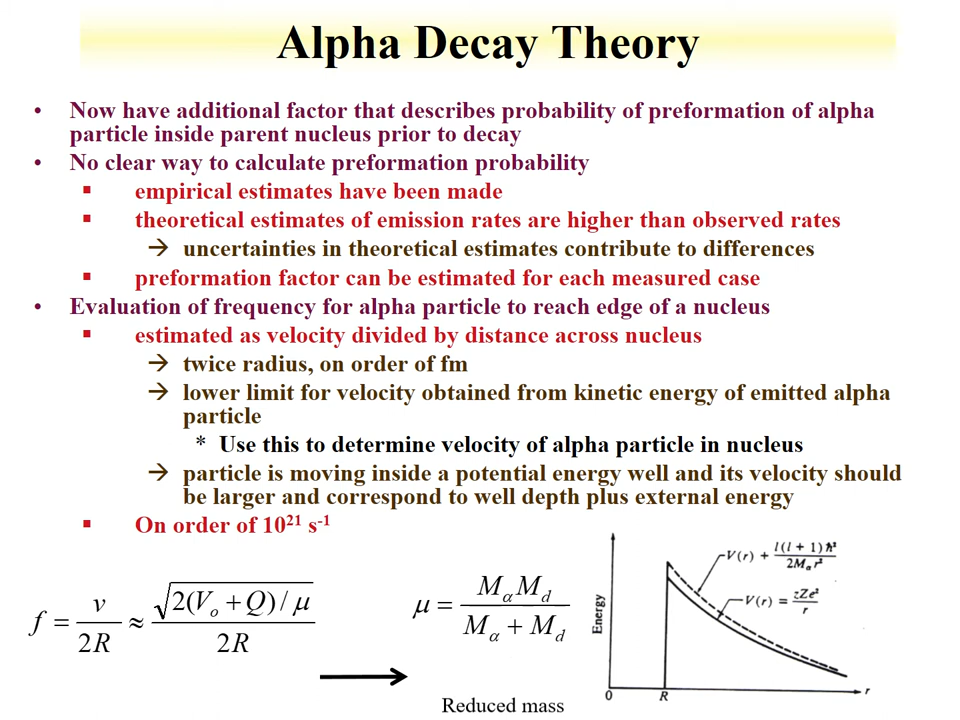 Alpha Decay Theory
• Now have additional factor that describes probability of preformation of alpha
particle inside parent nucleus prior to decay
• No clear way to calculate preformation probability
▪ empirical estimates have been made
▪ theoretical estimates of emission rates are higher than observed rates
→ uncertainties in theoretical estimates contribute to differences
▪ preformation factor can be estimated for each measured case
• Evaluation of frequency for alpha particle to reach edge of a nucleus
▪ estimated as velocity divided by distance across nucleus
→ twice radius, on order of fm
→ lower limit for velocity obtained from kinetic energy of emitted alpha
particle
* Use this to determine velocity of alpha particle in nucleus
→ particle is moving inside a potential energy well and its velocity should
be larger and correspond to well depth plus external energy
▪ On order of 10²¹ s⁻¹
f = v / 2R ≈ √(2(Vₒ + Q) / μ) / 2R
μ = M_α M_d / (M_α + M_d)
Reduced mass
V(r) + l(l + 1)ħ² / 2M_α r²
V(r) = zZe² / r
Energy
0 R r